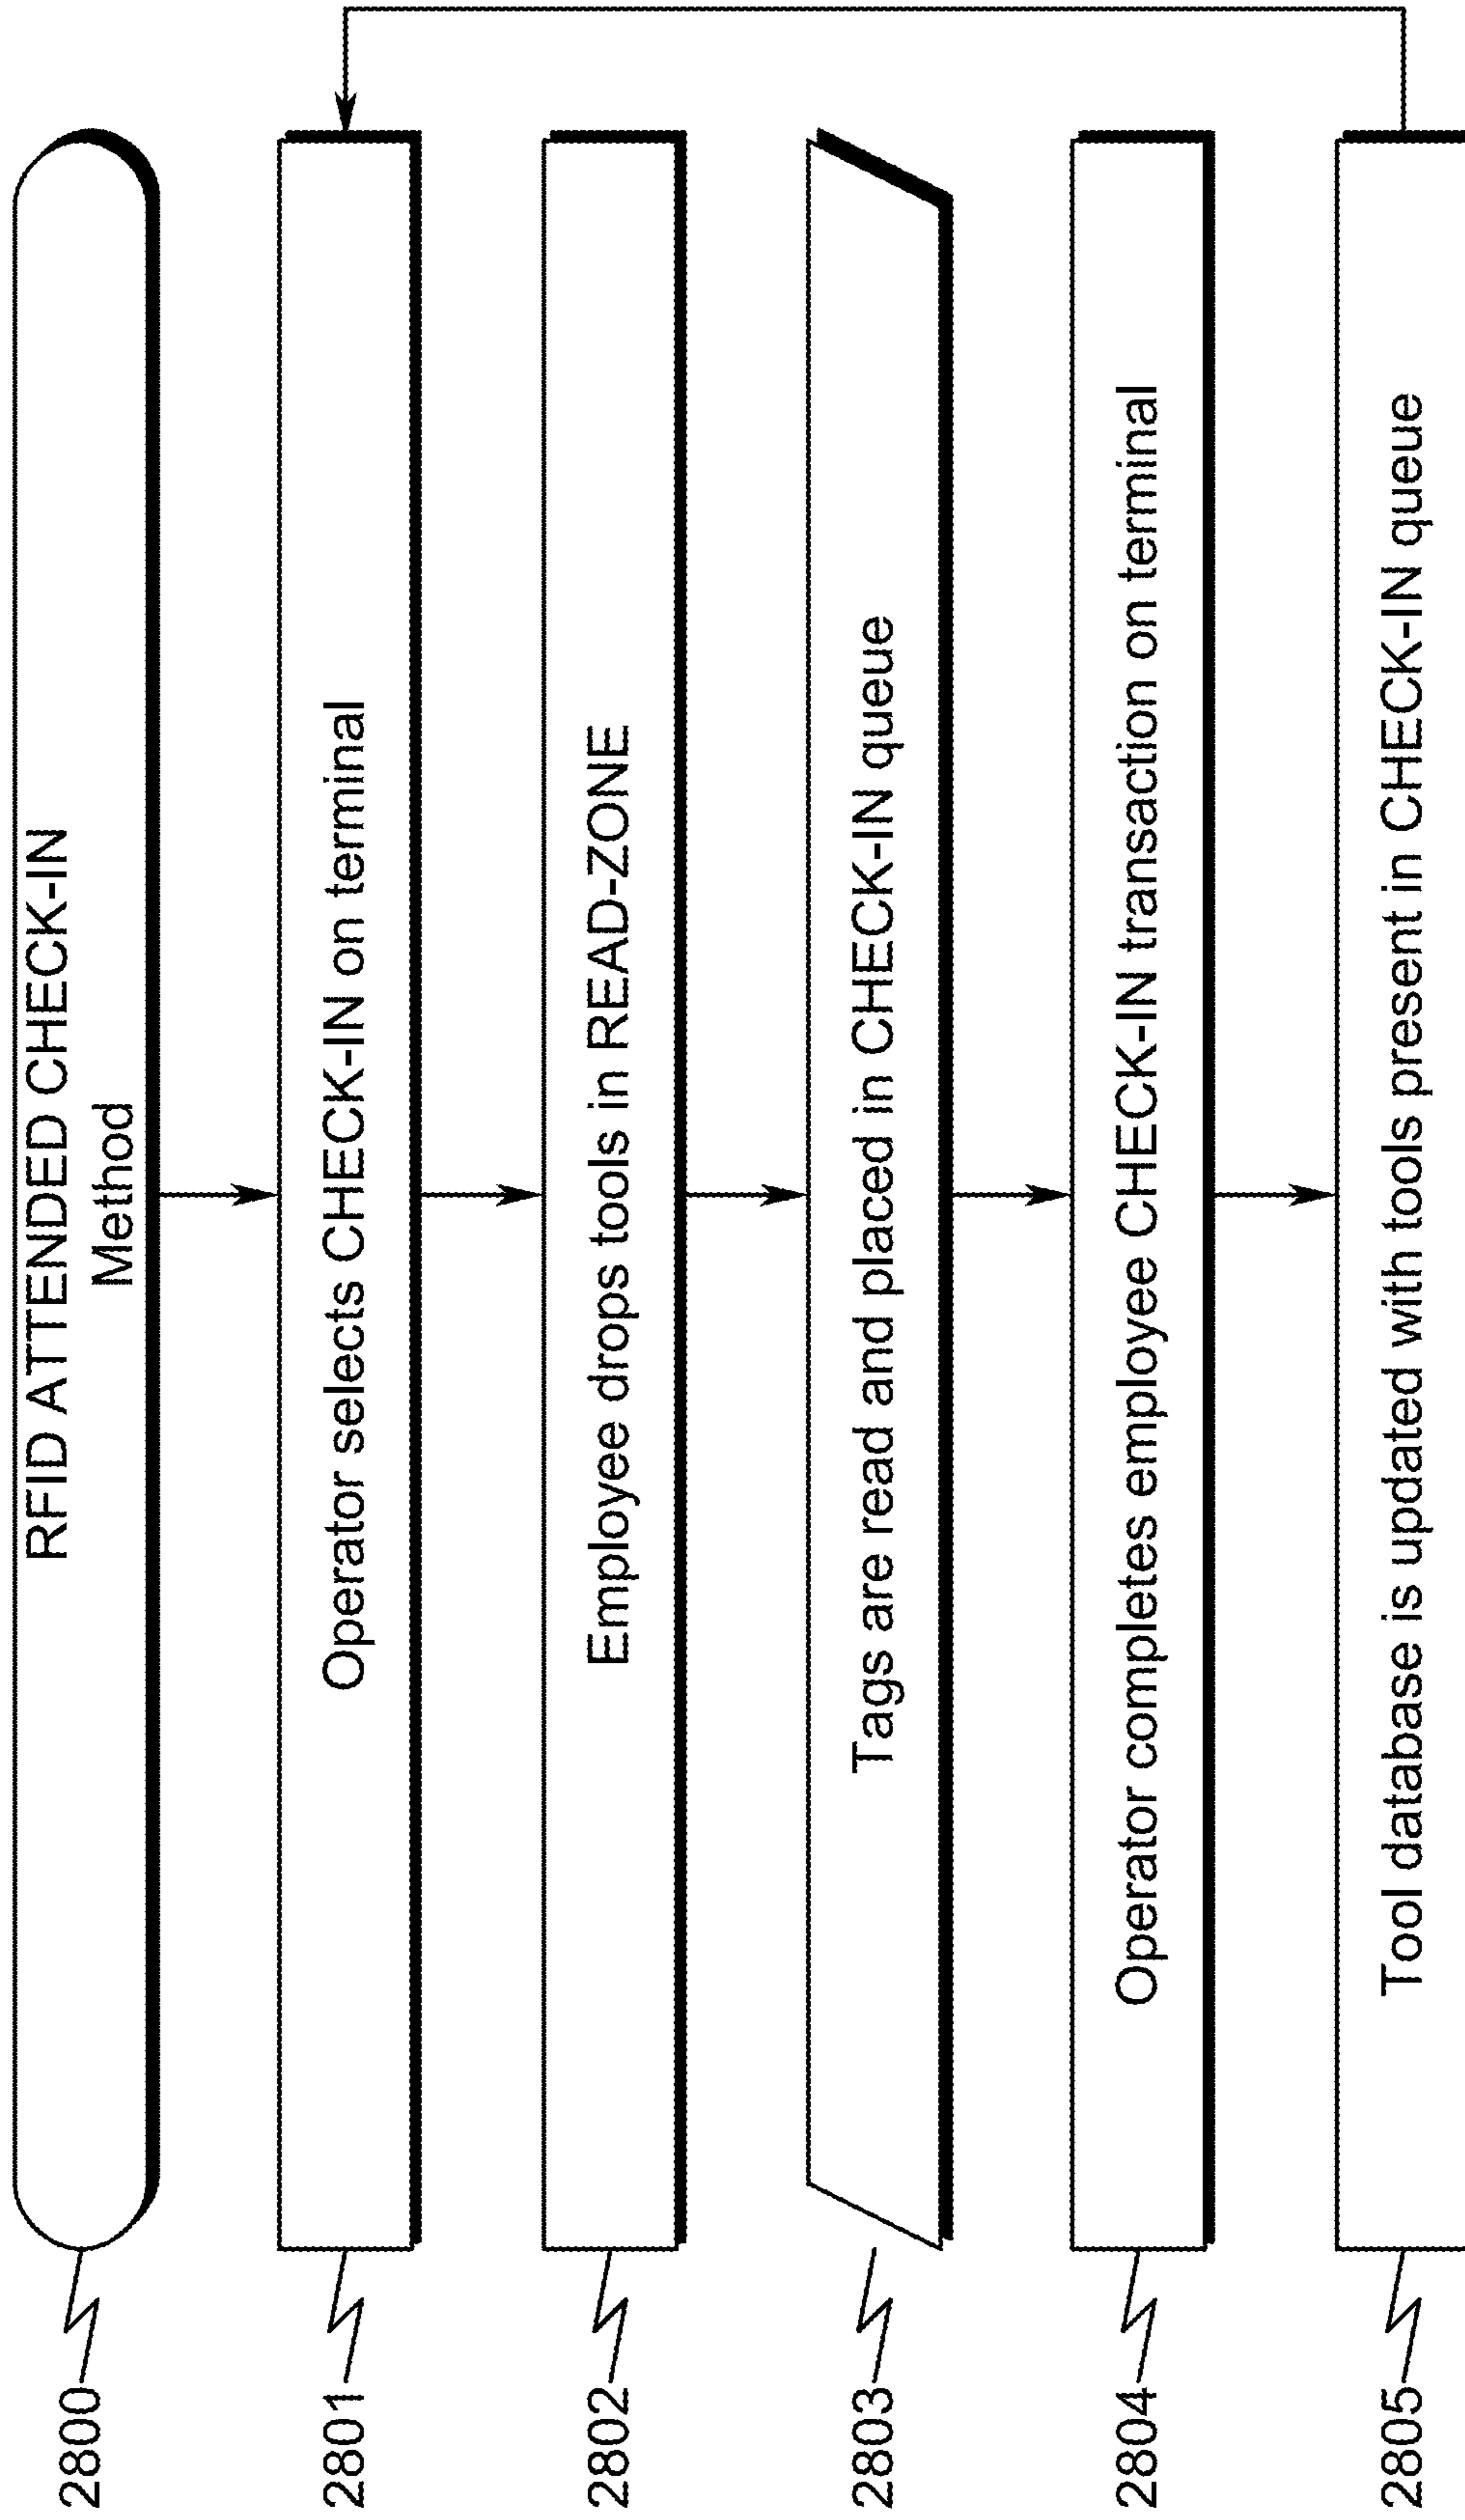 2800
RFID ATTENDED CHECK-IN
Method
2801
Operator selects CHECK-IN on terminal
2802
Employee drops tools in READ-ZONE
2803
Tags are read and placed in CHECK-IN queue
2804
Operator completes employee CHECK-IN transaction on terminal
2805
Tool database is updated with tools present in CHECK-IN queue